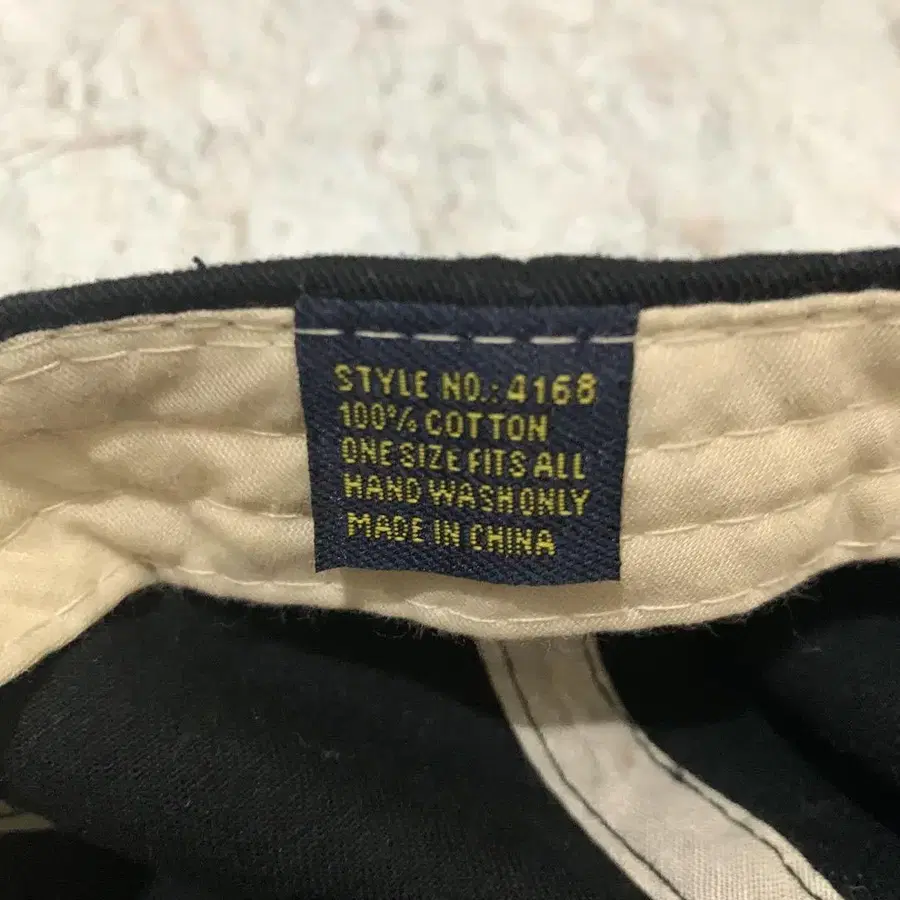 STYLE NO.: 4168
100% COTTON
ONE SIZE FITS ALL
HAND WASH ONLY
MADE IN CHINA